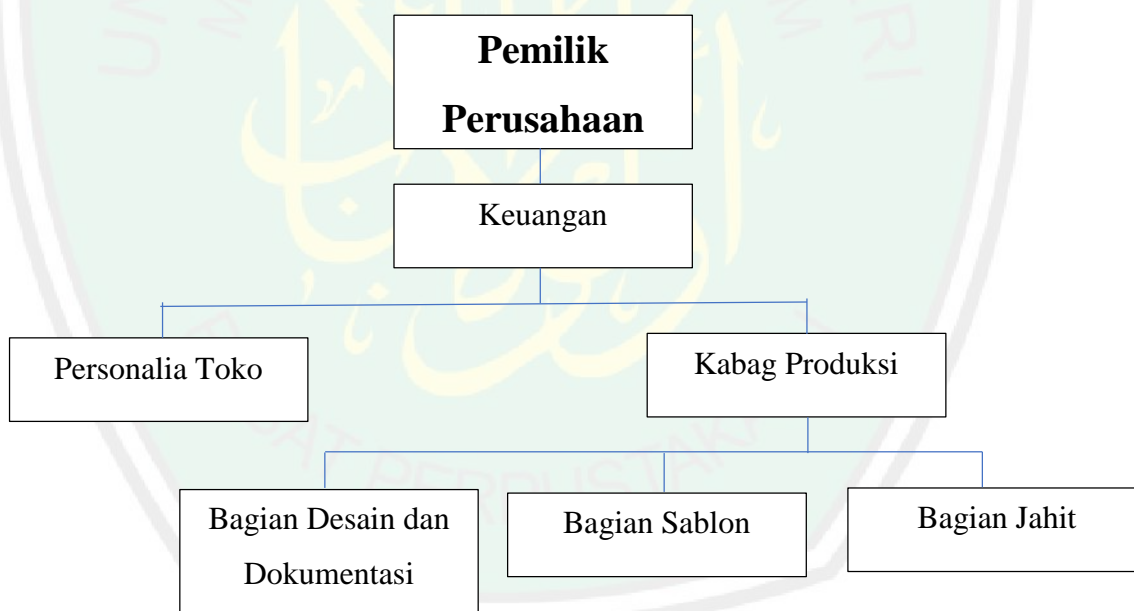 Pemilik
Perusahaan
Keuangan
Personalia Toko
Kabag Produksi
Bagian Desain dan
Dokumentasi
Bagian Sablon
Bagian Jahit